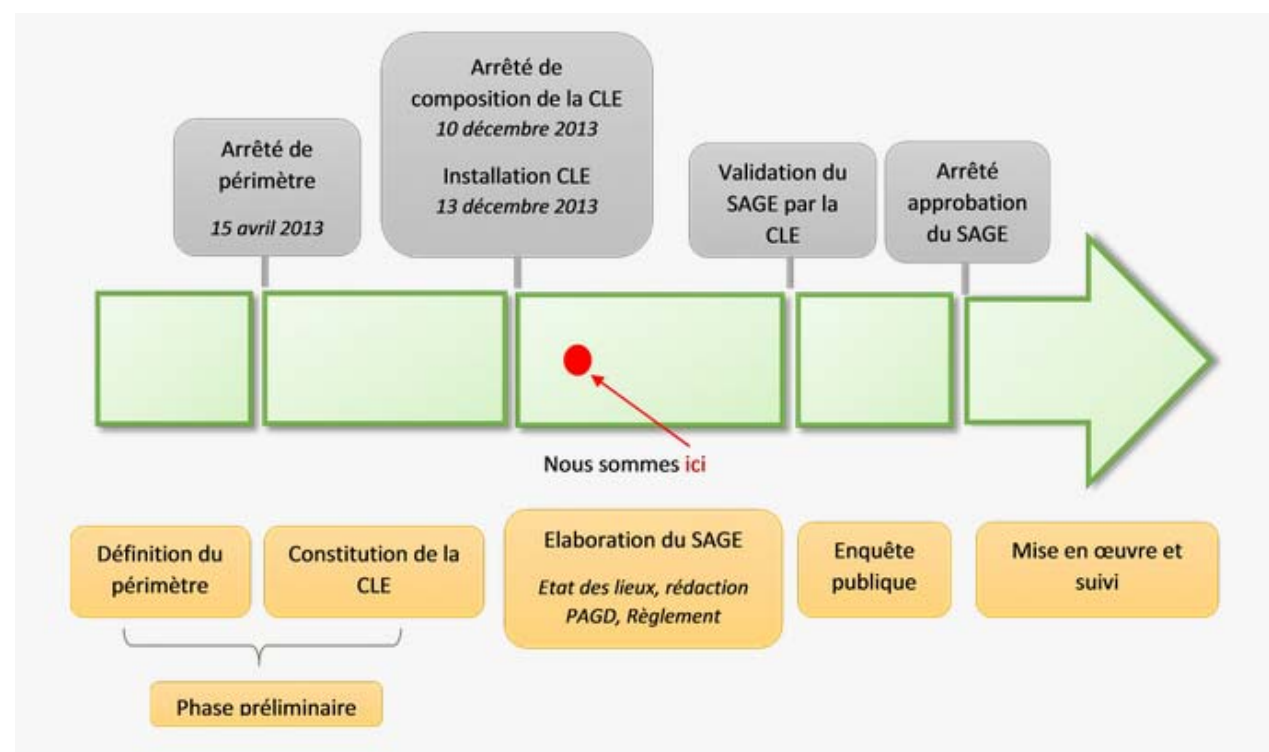 Arrêté de
périmètre
15 avril 2013
Arrêté de
composition de la CLE
10 décembre 2013
Installation CLE
13 décembre 2013
Validation du
SAGE par la
CLE
Arrêté
approbation
du SAGE
Nous sommes ici
Définition du
périmètre
Constitution de la
CLE
Elaboration du SAGE
Etat des lieux, rédaction
PAGD, Règlement
Enquête
publique
Mise en œuvre et
suivi
Phase préliminaire